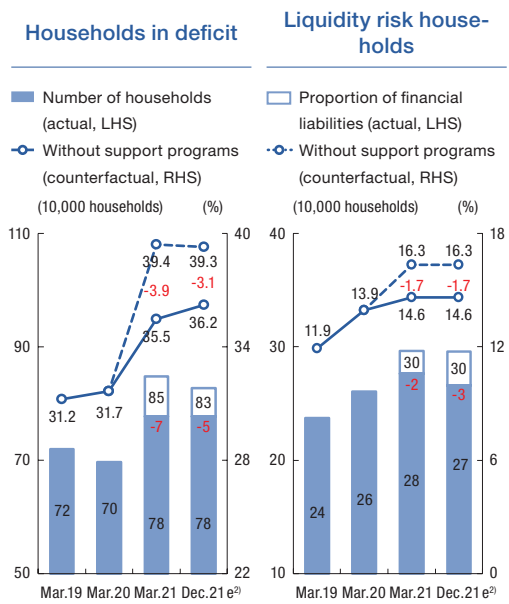 Households in deficit
Number of households
(actual, LHS)
Without support programs
(counterfactual, RHS)
(10,000 households) (%)
110 40
39.4 39.3
-3.9 -3.1
36.2
35.5
90 34
31.2 31.7
85 83
-7 -5
70 28
72 70 78 78
50 22
Mar.19 Mar.20 Mar.21 Dec.21 e2)
Liquidity risk house-
holds
Proportion of financial
liabilities (actual, LHS)
Without support programs
(counterfactual, RHS)
(10,000 households) (%)
40 18
16.3 16.3
-1.7 -1.7
13.9
14.6 14.6
11.9
30 12
30 30
-2 -3
20 6
24 26 28 27
10 0
Mar.19 Mar.20 Mar.21 Dec.21 e2)